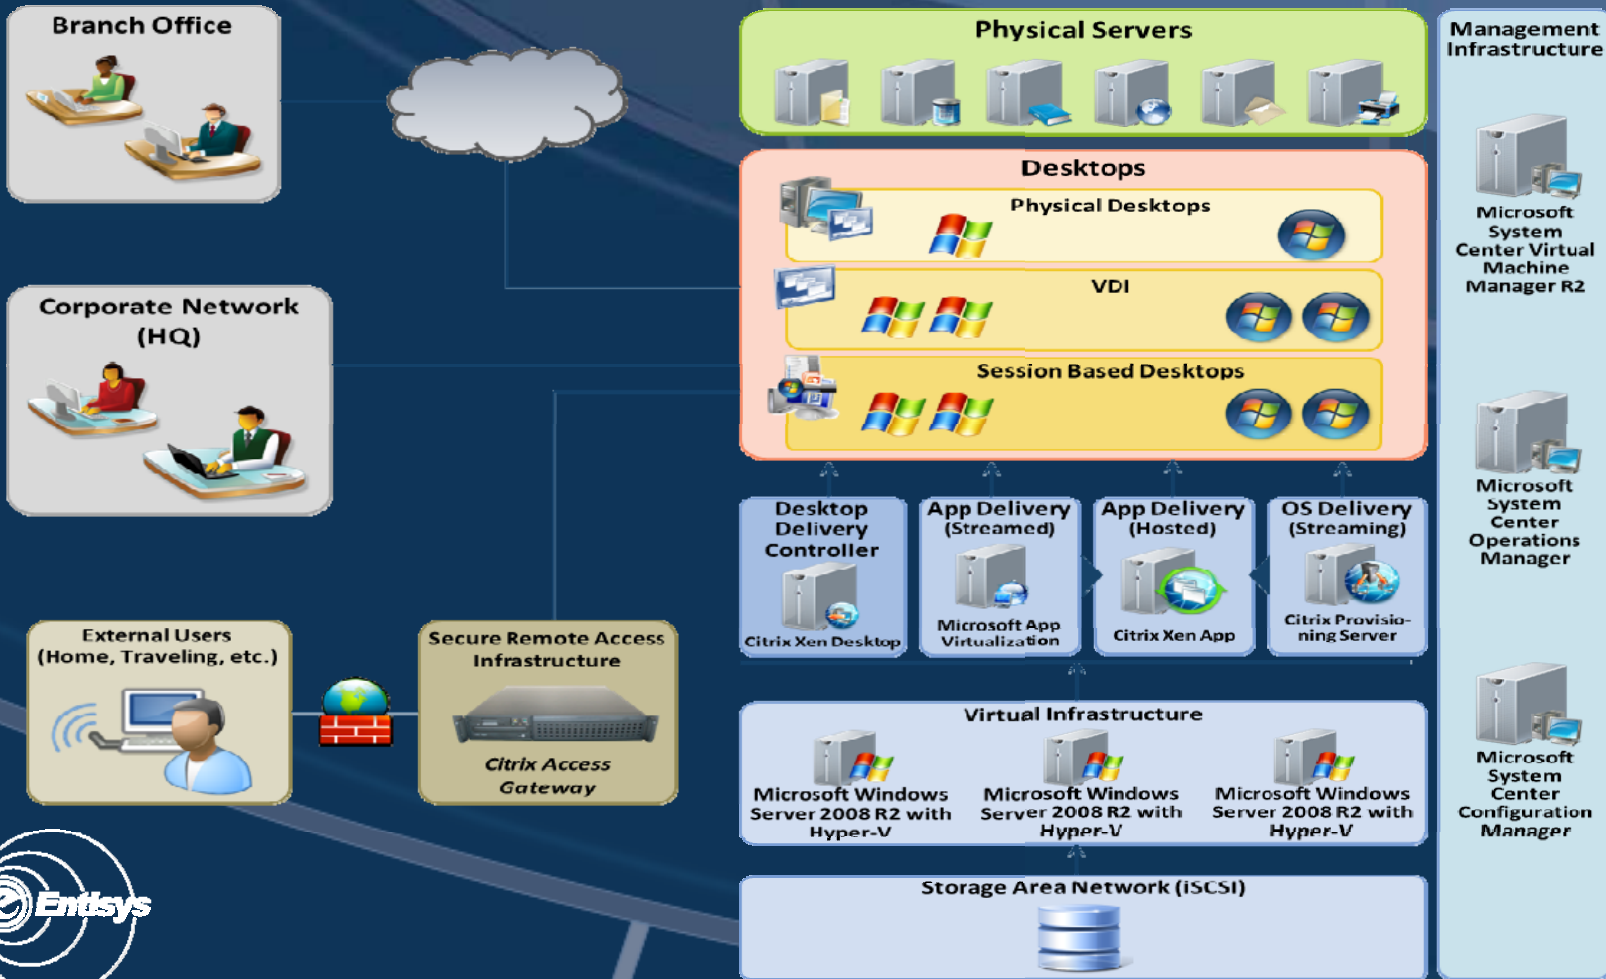 Branch Office
Corporate Network
(HQ)
External Users
(Home, Traveling, etc.)
Secure Remote Access
Infrastructure
Citrix Access
Gateway
Entisys
Physical Servers
Desktops
Physical Desktops
VDI
Session Based Desktops
Desktop
Delivery
Controller
Citrix Xen Desktop
App Delivery
(Streamed)
Microsoft App
Virtualization
App Delivery
(Hosted)
Citrix Xen App
OS Delivery
(Streaming)
Citrix Provisio-
ning Server
Virtual Infrastructure
Microsoft Windows
Server 2008 R2 with
Hyper-V
Microsoft Windows
Server 2008 R2 with
Hyper-V
Microsoft Windows
Server 2008 R2 with
Hyper-V
Storage Area Network (iSCSI)
Management
Infrastructure
Microsoft
System
Center Virtual
Machine
Manager R2
Microsoft
System
Center
Operations
Manager
Microsoft
System
Center
Configuration
Manager